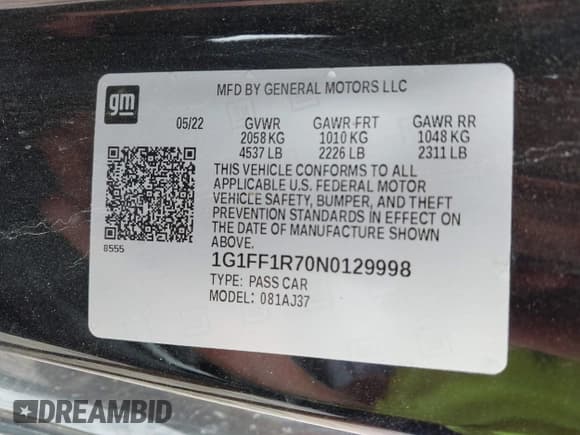 gm
MFD BY GENERAL MOTORS LLC
05/22 GVWR GAWR FRT GAWR RR
2058 KG 1010 KG 1048 KG
4537 LB 2226 LB 2311 LB
THIS VEHICLE CONFORMS TO ALL
APPLICABLE U.S. FEDERAL MOTOR
VEHICLE SAFETY, BUMPER, AND THEFT
PREVENTION STANDARDS IN EFFECT ON
THE DATE OF MANUFACTURE SHOWN
ABOVE.
8555
1G1FF1R70N0129998
TYPE: PASS CAR
MODEL: 081AJ37
DREAMBID